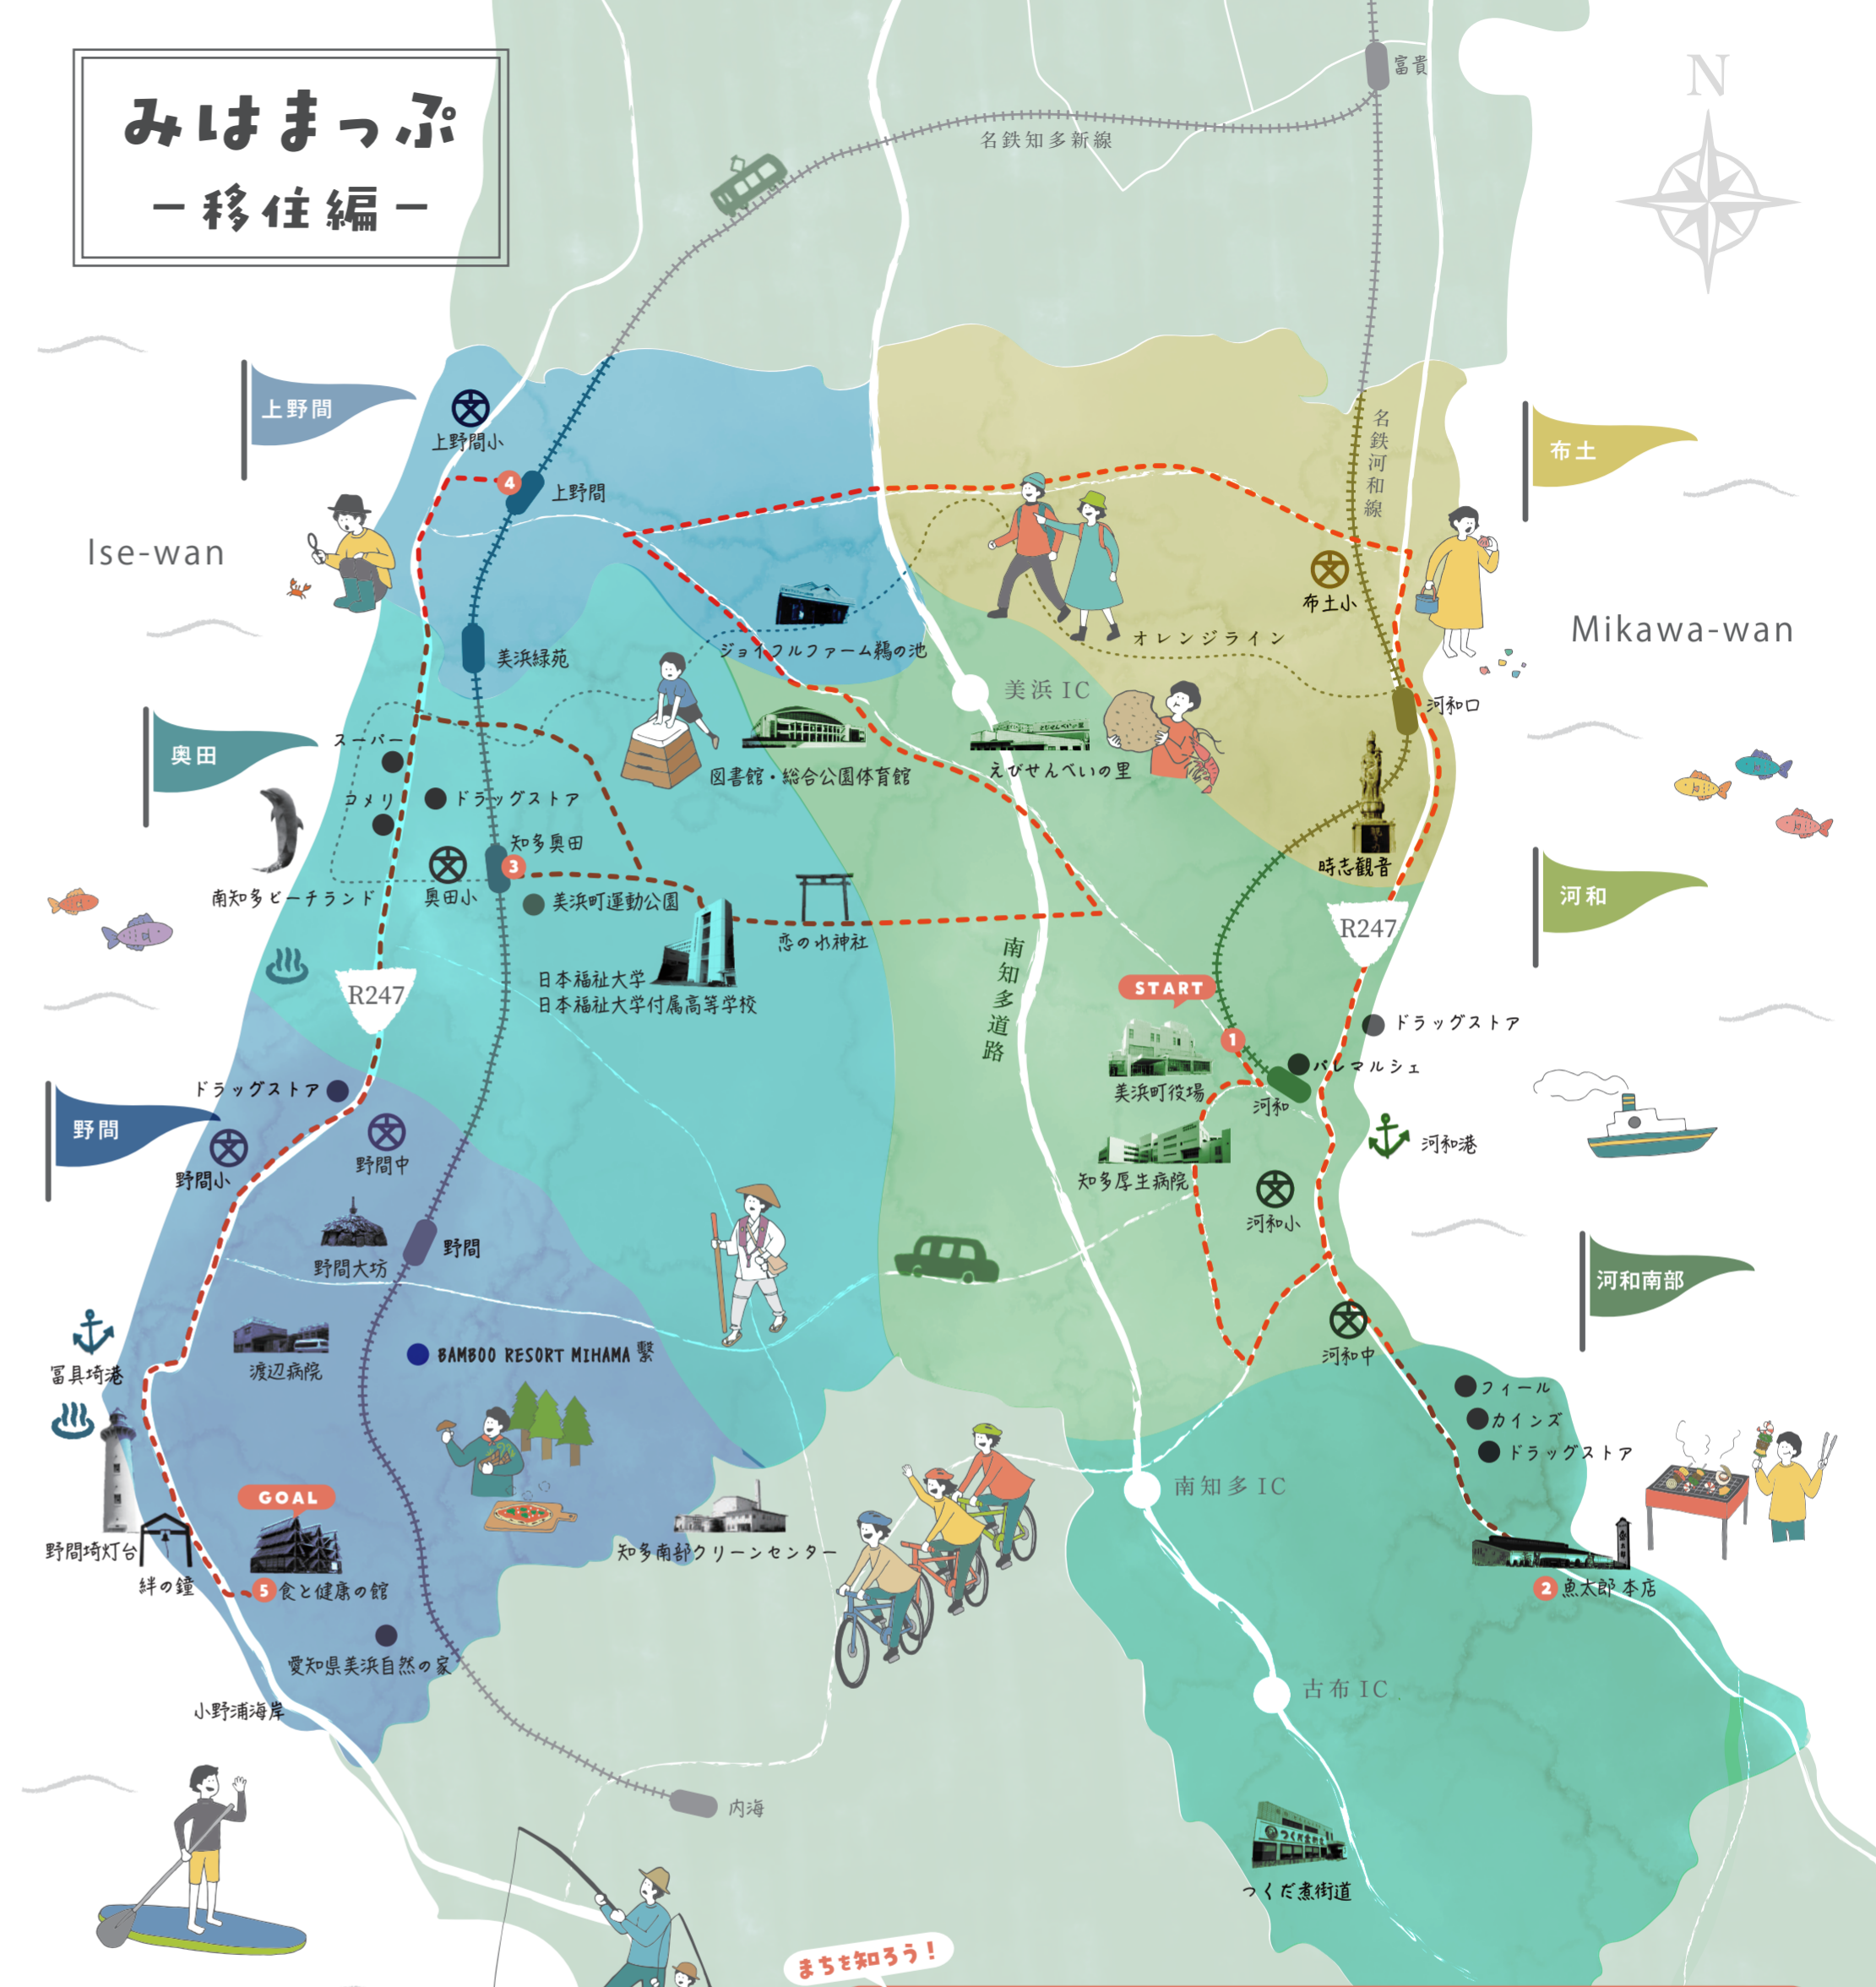 みはまっぷ
－移住編－
N
富貴
名鉄知多新線
上野間
上野間小
4
上野間
名鉄河和線
布土
Ise-wan
布土小
Mikawa-wan
オレンジライン
ジョイフルファーム鵜の池
美浜緑苑
美浜IC
河和口
奥田
スーパー
コメリ
ドラッグストア
図書館・総合公園体育館
えびせんべいの里
知多奥田
3
時志観音
河和
南知多ビーチランド
奥田小
美浜町運動公園
恋の水神社
R247
日本福祉大学
日本福祉大学付属高等学校
南知多道路
START
R247
ドラッグストア
1
パレマルシェ
美浜町役場
河和
ドラッグストア
野間
野間中
野間小
河和港
知多厚生病院
河和小
野間大坊
野間
河和南部
冨具埼港
渡辺病院
BAMBOO RESORT MIHAMA 繋
河和中
フィール
カインズ
ドラッグストア
南知多IC
GOAL
野間埼灯台
絆の鐘
5 食と健康の館
知多南部クリーンセンター
2 魚太郎 本店
愛知県美浜自然の家
小野浦海岸
古布IC
内海
つくだ煮街道
まちを知ろう！